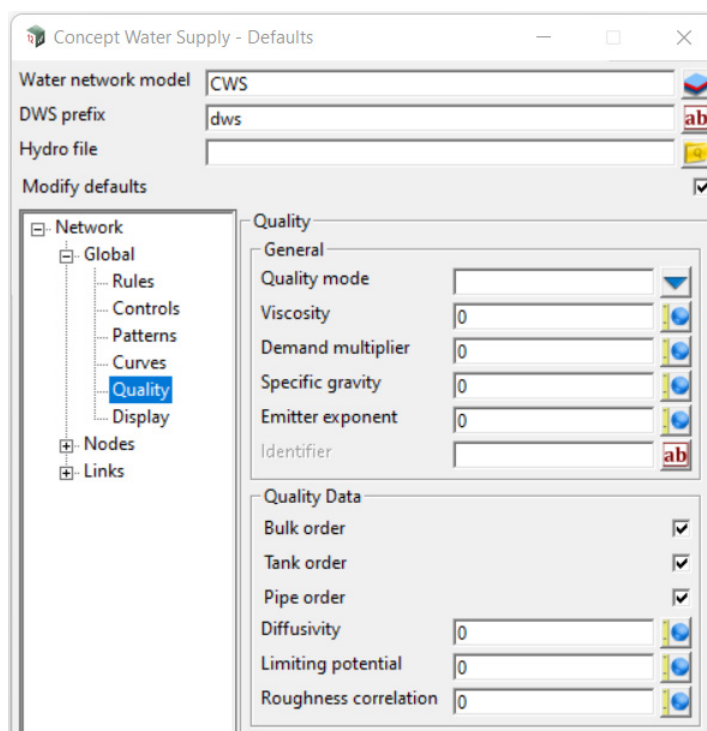 Concept Water Supply - Defaults
Water network model CWS
DWS prefix dws ab
Hydro file
Modify defaults
Network
Global
Rules
Controls
Patterns
Curves
Quality
Display
Nodes
Links
Quality
General
Quality mode
Viscosity 0
Demand multiplier 0
Specific gravity 0
Emitter exponent 0
Identifier ab
Quality Data
Bulk order
Tank order
Pipe order
Diffusivity 0
Limiting potential 0
Roughness correlation 0